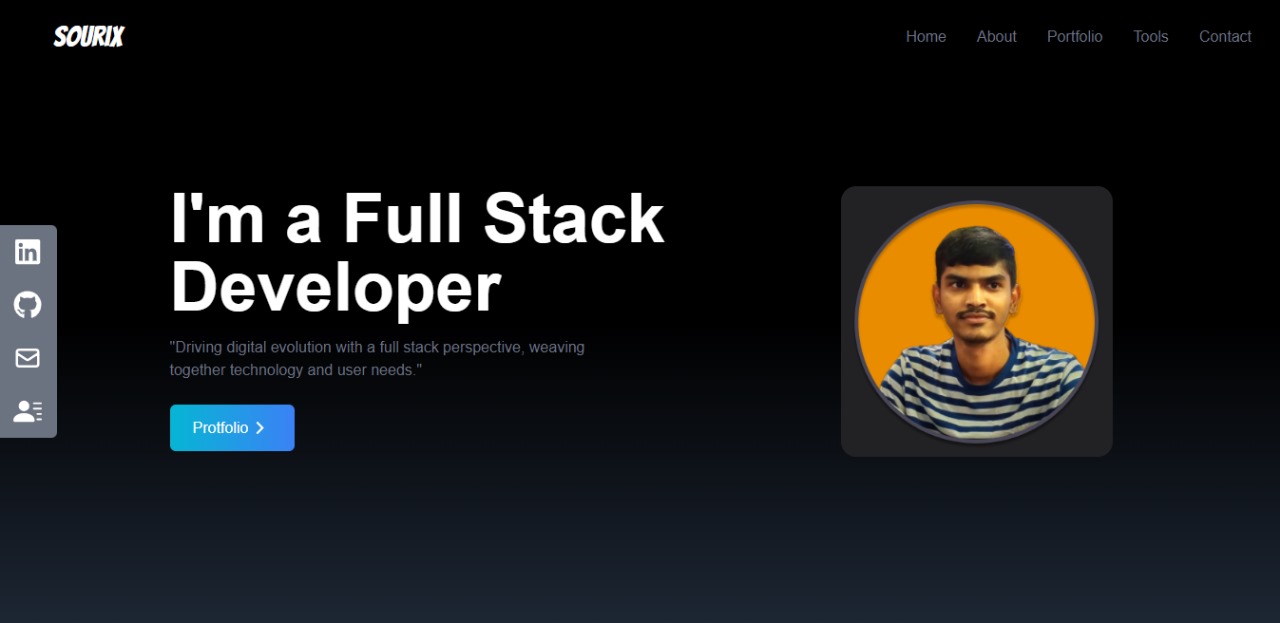 SOURIX
Home About Portfolio Tools Contact
I'm a Full Stack
Developer
"Driving digital evolution with a full stack perspective, weaving
together technology and user needs."
Protfolio